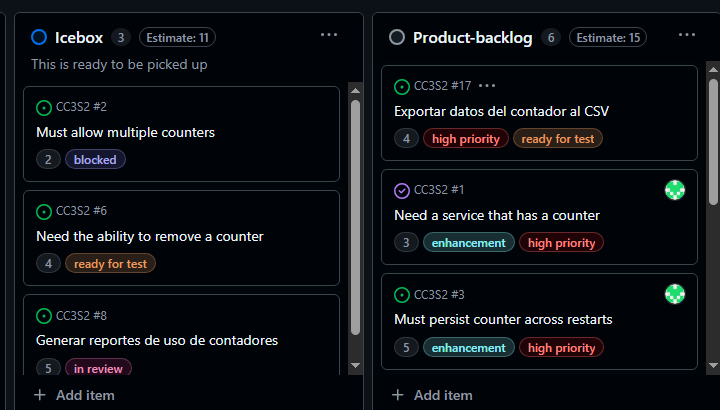 Icebox 3 Estimate: 11 ...
This is ready to be picked up
CC3S2 #2
Must allow multiple counters
2 blocked
CC3S2 #6
Need the ability to remove a counter
4 ready for test
CC3S2 #8
Generar reportes de uso de contadores
5 in review
+ Add item
Product-backlog 6 Estimate: 15 ...
CC3S2 #17 ...
Exportar datos del contador al CSV
4 high priority ready for test
CC3S2 #1
Need a service that has a counter
3 enhancement high priority
CC3S2 #3
Must persist counter across restarts
5 enhancement high priority
+ Add item